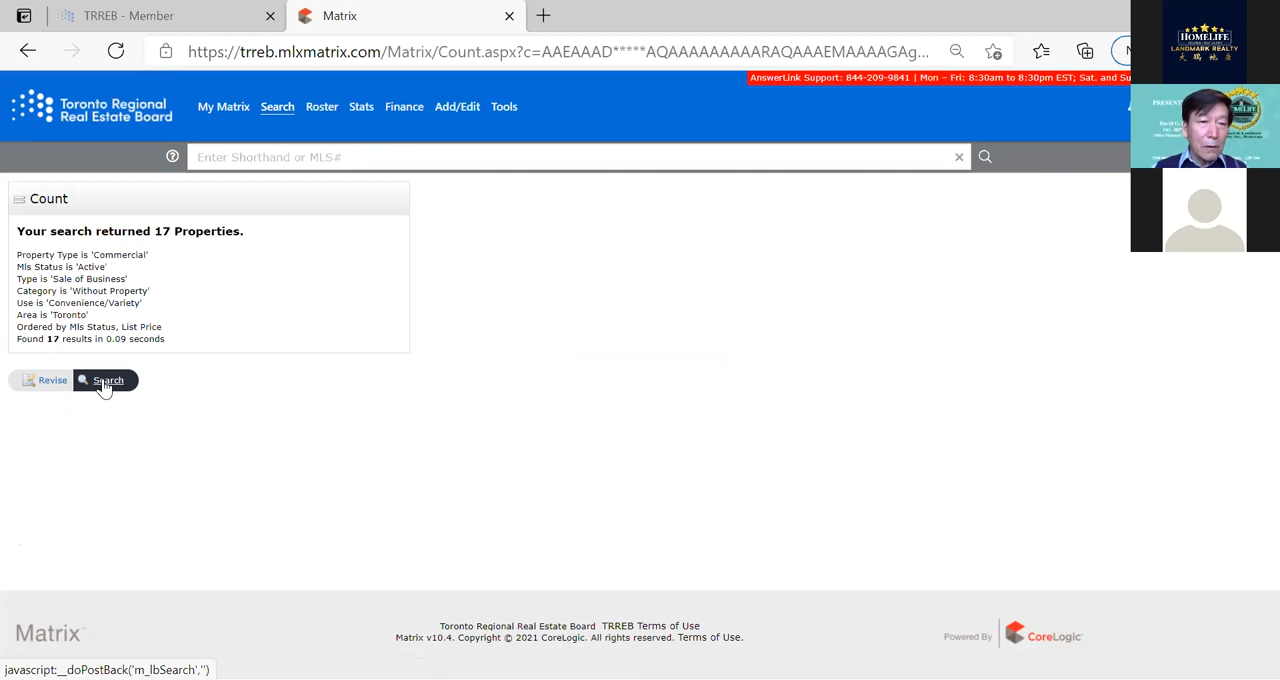 TRREB - Member
Matrix
https://trreb.mlxmatrix.com/Matrix/Count.aspx?c=AAEAAAD*****AQAAAAAAAAARAQAAAEMAAAAGAg...
AnswerLink Support: 844-209-9841 | Mon – Fri: 8:30am to 8:30pm EST; Sat. and Su
Toronto Regional
Real Estate Board
My Matrix Search Roster Stats Finance Add/Edit Tools
Enter Shorthand or MLS#
Count
Your search returned 17 Properties.
Property Type is 'Commercial'
Mls Status is 'Active'
Type is 'Sale of Business'
Category is 'Without Property'
Use is 'Convenience/Variety'
Area is 'Toronto'
Ordered by Mls Status, List Price
Found 17 results in 0.09 seconds
Revise Search
HOMELIFE
LANDMARK REALTY
PRESENT
David G.
Matrix
Toronto Regional Real Estate Board TRREB Terms of Use
Matrix v10.4. Copyright © 2021 CoreLogic. All rights reserved. Terms of Use.
Powered By CoreLogic
javascript:__doPostBack('m_lbSearch','')